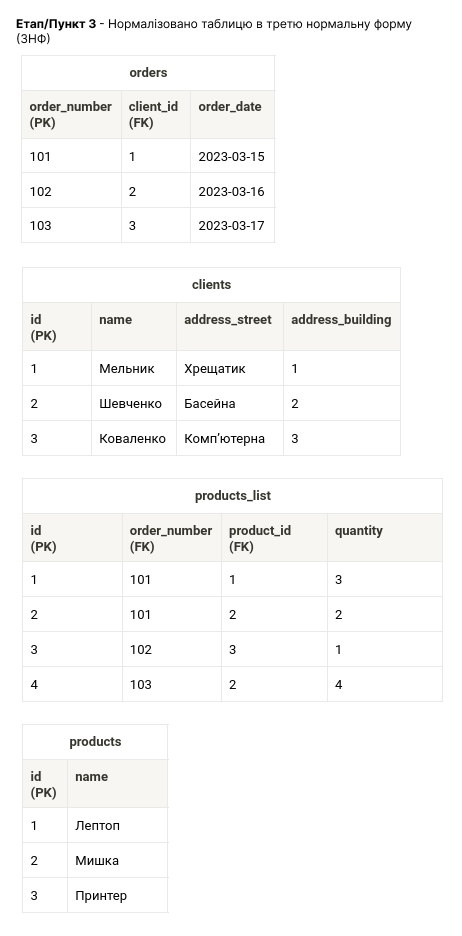 Етап/Пункт 3 - Нормалізовано таблицю в третю нормальну форму
(3НФ)
orders
order_number (PK) client_id (FK) order_date
101 1 2023-03-15
102 2 2023-03-16
103 3 2023-03-17
clients
id (PK) name address_street address_building
1 Мельник Хрещатик 1
2 Шевченко Басейна 2
3 Коваленко Комп’ютерна 3
products_list
id (PK) order_number (FK) product_id (FK) quantity
1 101 1 3
2 101 2 2
3 102 3 1
4 103 2 4
products
id (PK) name
1 Лептоп
2 Мишка
3 Принтер